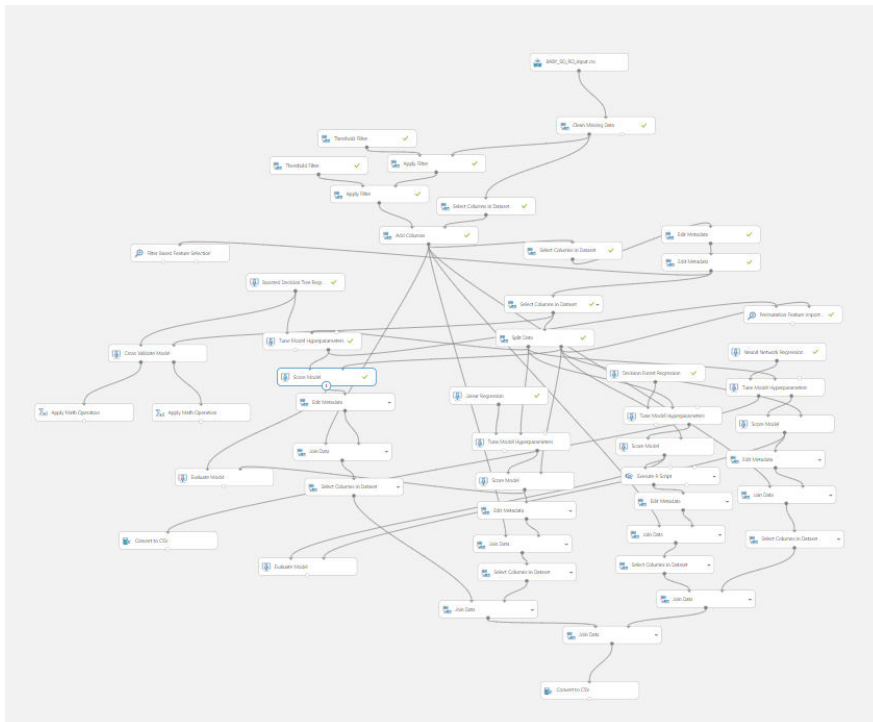 BABY_SO_RO_input.csv
Clean Missing Data
Threshold Filter
Apply Filter
Threshold Filter
Apply Filter
Select Columns in Dataset
Add Columns
Edit Metadata
Filter Based Feature Selection
Select Columns in Dataset
Edit Metadata
Boosted Decision Tree Reg...
Select Columns in Dataset
Permutation Feature Import...
Tune Model Hyperparameters
Split Data
Cross Validate Model
Neural Network Regression
Score Model
Decision Forest Regression
Tune Model Hyperparameters
Edit Metadata
Linear Regression
Apply Math Operation
Apply Math Operation
Tune Model Hyperparameters
Score Model
Join Data
Tune Model Hyperparameters
Score Model
Edit Metadata
Evaluate Model
Select Columns in Dataset
Score Model
Execute R Script
Join Data
Edit Metadata
Edit Metadata
Convert to CSV
Join Data
Join Data
Select Columns in Dataset
Evaluate Model
Select Columns in Dataset
Select Columns in Dataset
Join Data
Join Data
Join Data
Convert to CSV